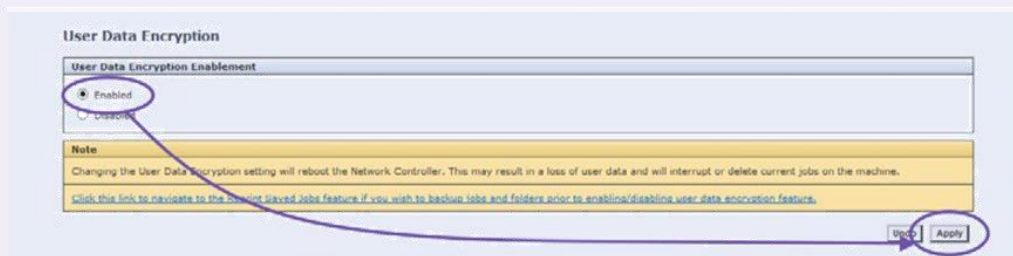 User Data Encryption
User Data Encryption Enablement
Enabled
Disabled
Note
Changing the User Data Encryption setting will reboot the Network Controller. This may result in a loss of user data and will interrupt or delete current jobs on the machine.
Click this link to navigate to the Reprint Saved Jobs feature if you wish to backup jobs and folders prior to enabling/disabling user data encryption feature.
Undo Apply